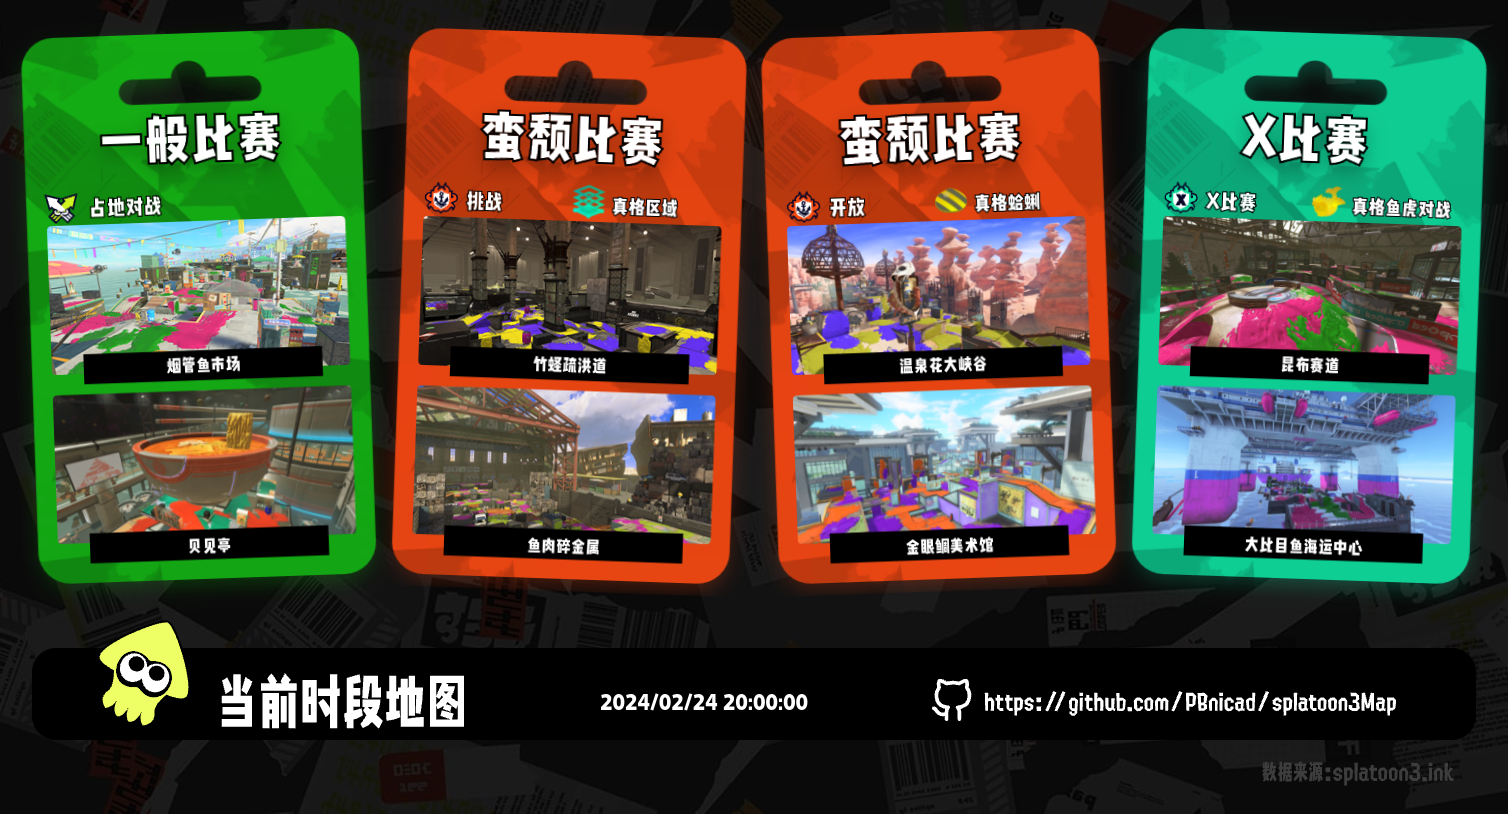 一般比赛
占地对战
烟管鱼市场
贝见亭
蛮颓比赛
挑战
真格区域
竹蛏疏洪道
鱼肉碎金属
蛮颓比赛
开放
真格蛤蜊
温泉花大峡谷
金眼鲷美术馆
X比赛
X比赛
真格鱼虎对战
昆布赛道
大比目鱼海运中心
当前时段地图
2024/02/24 20:00:00
https://github.com/PBnicad/splatoon3Map
数据来源:splatoon3.ink